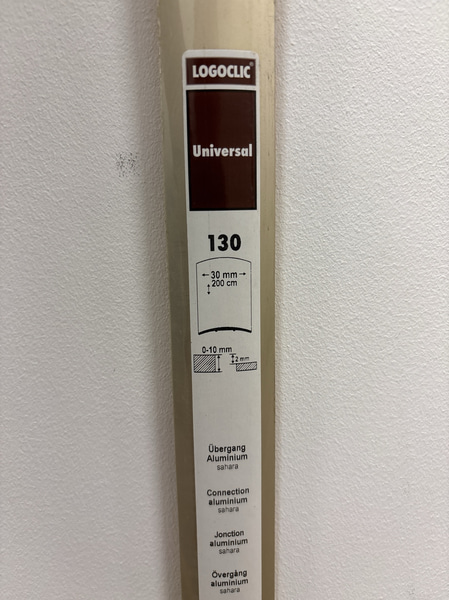 LOGOCLIC®
Universal
130
30 mm
200 cm
0-10 mm
2 mm
Übergang
Aluminium
sahara
Connection
aluminium
sahara
Jonction
aluminium
sahara
Övergång
aluminium
sahara